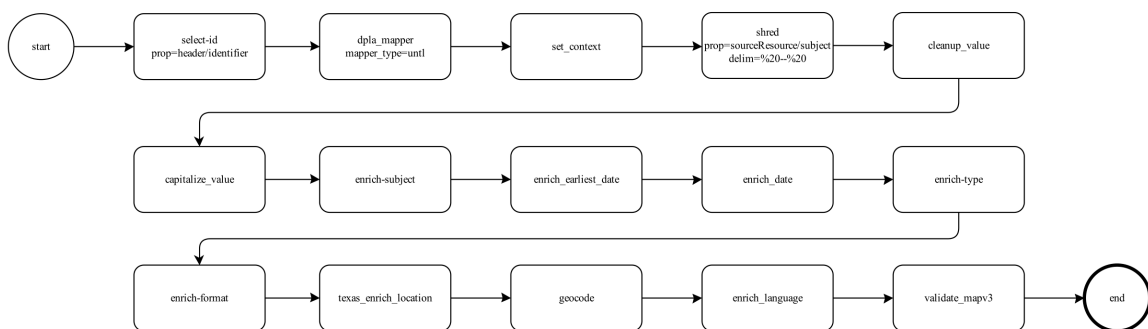 start
select-id
prop=header/identifier
dpla_mapper
mapper_type=untl
set_context
shred
prop=sourceResource/subject
delim=%20--%20
cleanup_value
capitalize_value
enrich-subject
enrich_earliest_date
enrich_date
enrich-type
enrich-format
texas_enrich_location
geocode
enrich_language
validate_mapv3
end